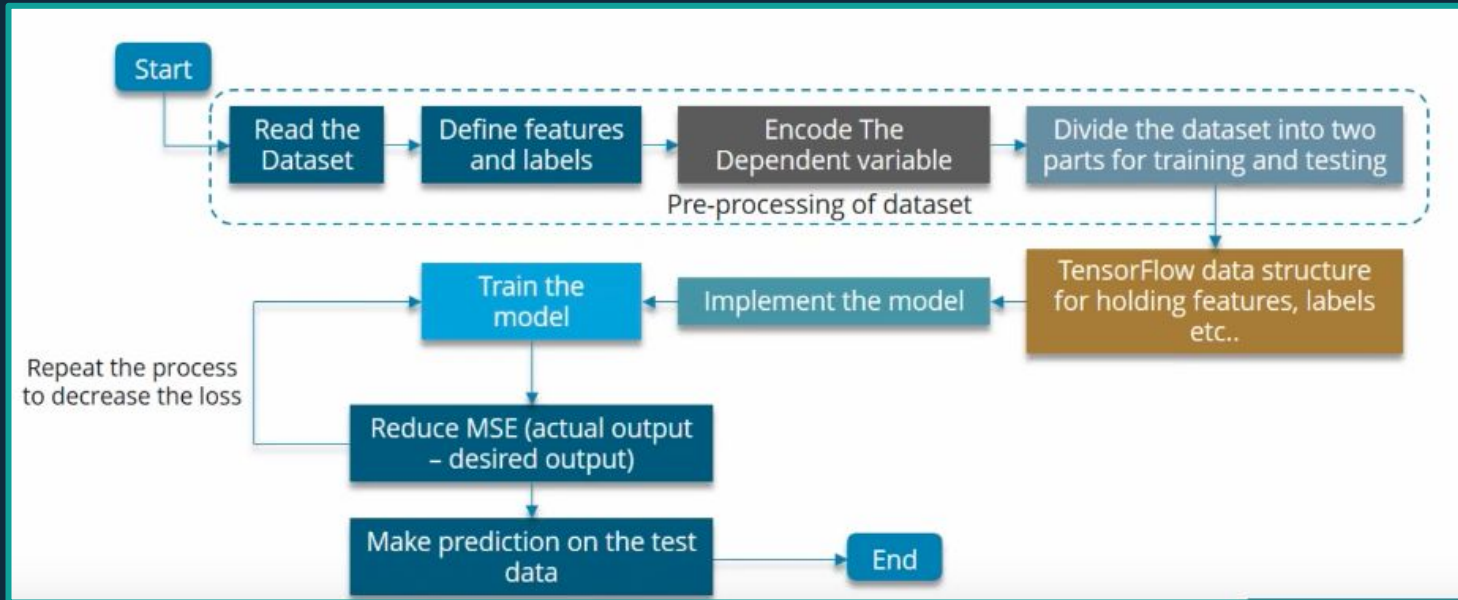 Start
Read the
Dataset
Define features
and labels
Encode The
Dependent variable
Divide the dataset into two
parts for training and testing
Pre-processing of dataset
TensorFlow data structure
for holding features, labels
etc..
Implement the model
Train the
model
Repeat the process
to decrease the loss
Reduce MSE (actual output
– desired output)
Make prediction on the test
data
End